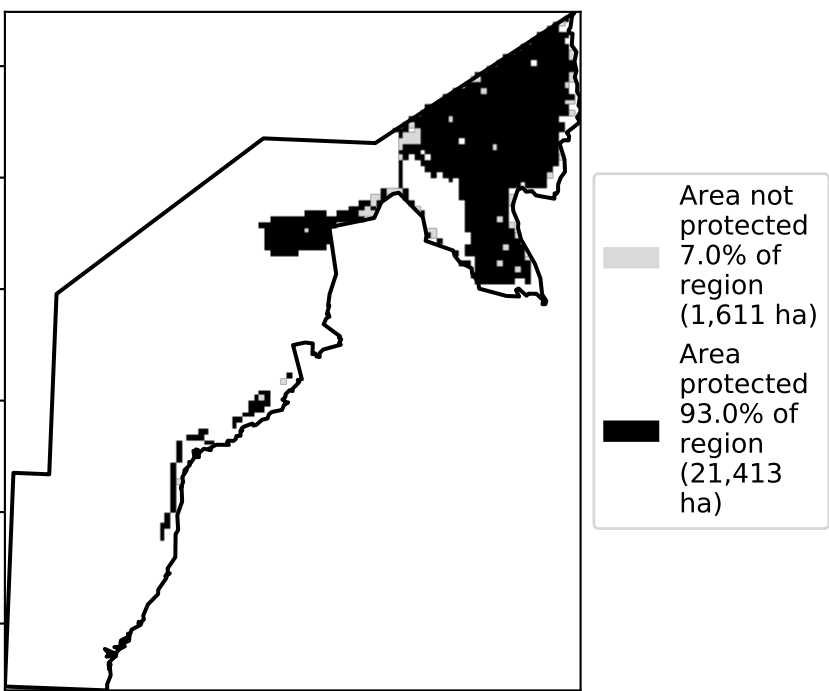 Area not
protected
7.0% of
region
(1,611 ha)
Area
protected
93.0% of
region
(21,413
ha)